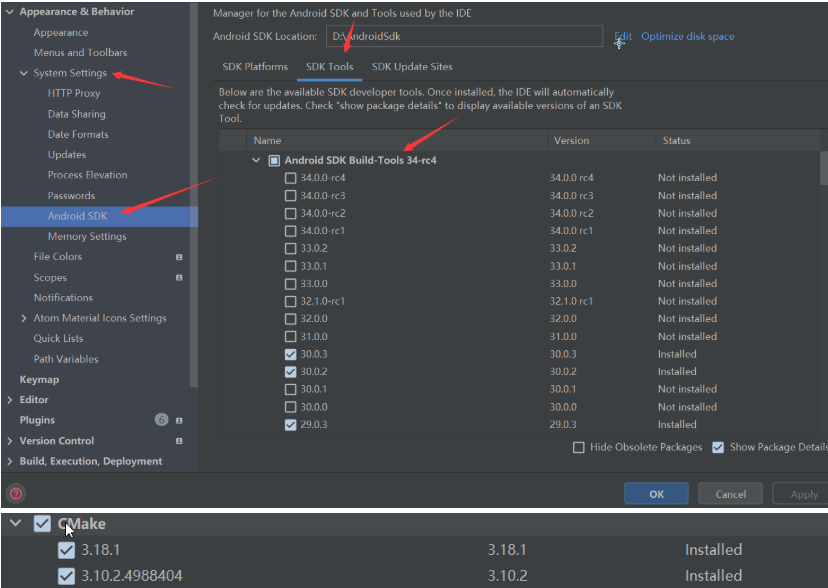 Appearance & Behavior
Appearance
Menus and Toolbars
System Settings
HTTP Proxy
Data Sharing
Date Formats
Updates
Process Elevation
Passwords
Android SDK
Memory Settings
File Colors
Scopes
Notifications
Atom Material Icons Settings
Quick Lists
Path Variables
Keymap
Editor
Plugins 6
Version Control
Build, Execution, Deployment
Manager for the Android SDK and Tools used by the IDE
Android SDK Location: D:\AndroidSdk Edit Optimize disk space
SDK Platforms SDK Tools SDK Update Sites
Below are the available SDK developer tools. Once installed, the IDE will automatically
check for updates. Check "show package details" to display available versions of an SDK
Tool.
Name Version Status
Android SDK Build-Tools 34-rc4
34.0.0-rc4 34.0.0 rc4 Not installed
34.0.0-rc3 34.0.0 rc3 Not installed
34.0.0-rc2 34.0.0 rc2 Not installed
34.0.0-rc1 34.0.0 rc1 Not installed
33.0.2 33.0.2 Not installed
33.0.1 33.0.1 Not installed
33.0.0 33.0.0 Not installed
32.1.0-rc1 32.1.0 rc1 Not installed
32.0.0 32.0.0 Not installed
31.0.0 31.0.0 Not installed
30.0.3 30.0.3 Installed
30.0.2 30.0.2 Installed
30.0.1 30.0.1 Not installed
30.0.0 30.0.0 Not installed
29.0.3 29.0.3 Installed
Hide Obsolete Packages Show Package Details
? OK Cancel Apply
CMake
3.18.1 3.18.1 Installed
3.10.2.4988404 3.10.2 Installed